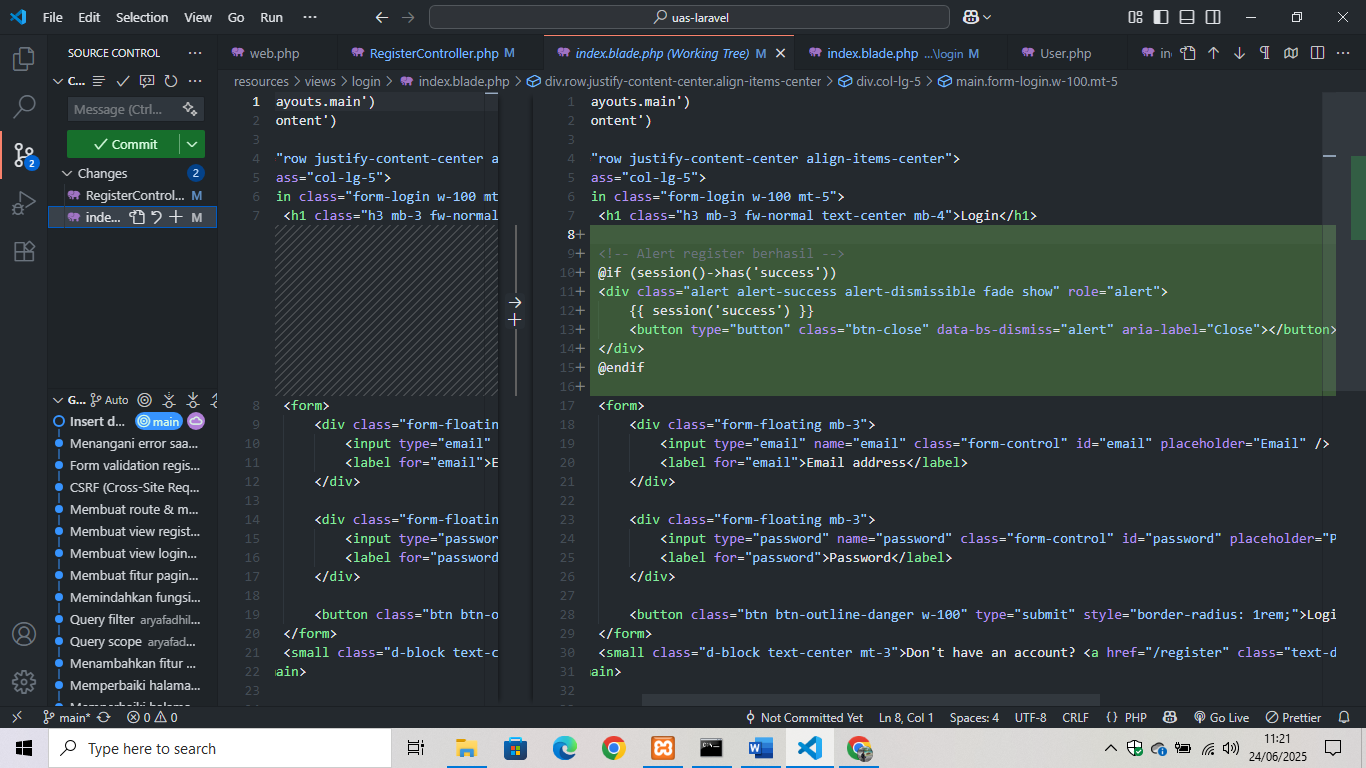 File Edit Selection View Go Run ··· uas-laravel
SOURCE CONTROL ···
web.php RegisterController.php M index.blade.php (Working Tree) M index.blade.php ...\login M User.php in
resources > views > login > index.blade.php > div.row.justify-content-center.align-items-center > div.col-lg-5 > main.form-login.w-100.mt-5
C... ···
Message (Ctrl...
Commit
2
Changes 2
RegisterControl... M
inde... M
G... Auto
Insert d... main
Menangani error saa...
Form validation regis...
CSRF (Cross-Site Req...
Membuat route & m...
Membuat view regist...
Membuat view login...
Membuat fitur pagin...
Memindahkan fungsi...
Query filter aryafadhil...
Query scope aryafad...
Menambahkan fitur ...
Memperbaiki halama...
1 ayouts.main')
2 ontent')
3
4 "row justify-content-center a
5 ass="col-lg-5">
6 in class="form-login w-100 mt
7 <h1 class="h3 mb-3 fw-normal
8 <form>
9 <div class="form-floatin
10 <input type="email"
11 <label for="email">E
12 </div>
13
14 <div class="form-floatin
15 <input type="passwor
16 <label for="password
17 </div>
18
19 <button class="btn btn-o
20 </form>
21 <small class="d-block text-c
22 ain>
23
1 ayouts.main')
2 ontent')
3
4 "row justify-content-center align-items-center">
5 ass="col-lg-5">
6 in class="form-login w-100 mt-5">
7 <h1 class="h3 mb-3 fw-normal text-center mb-4">Login</h1>
8+
9+ <!-- Alert register berhasil -->
10+ @if (session()->has('success'))
11+ <div class="alert alert-success alert-dismissible fade show" role="alert">
12+ {{ session('success') }}
13+ <button type="button" class="btn-close" data-bs-dismiss="alert" aria-label="Close"></button>
14+ </div>
15+ @endif
16+
17 <form>
18 <div class="form-floating mb-3">
19 <input type="email" name="email" class="form-control" id="email" placeholder="Email" />
20 <label for="email">Email address</label>
21 </div>
22
23 <div class="form-floating mb-3">
24 <input type="password" name="password" class="form-control" id="password" placeholder="P
25 <label for="password">Password</label>
26 </div>
27
28 <button class="btn btn-outline-danger w-100" type="submit" style="border-radius: 1rem;">Logi
29 </form>
30 <small class="d-block text-center mt-3">Don't have an account? <a href="/register" class="text-d
31 ain>
32
main* 0 0 Not Committed Yet Ln 8, Col 1 Spaces: 4 UTF-8 CRLF {} PHP Go Live Prettier
Type here to search
11:21
24/06/2025